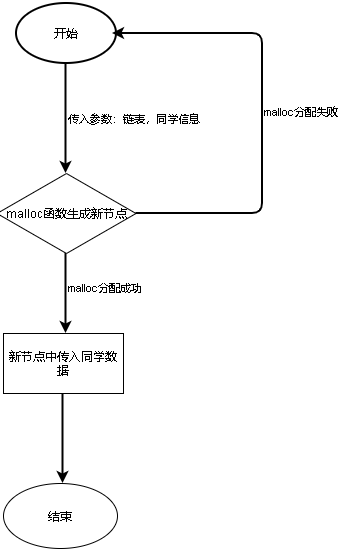 开始
malloc分配失败
传入参数：链表，同学信息
malloc函数生成新节点
malloc分配成功
新节点中传入同学数
据
结束